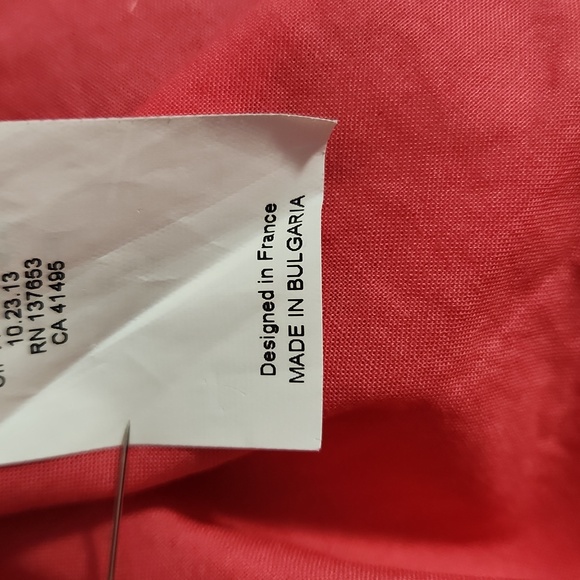 10.23.13
RN 137653
CA 41495
Designed in France
MADE IN BULGARIA